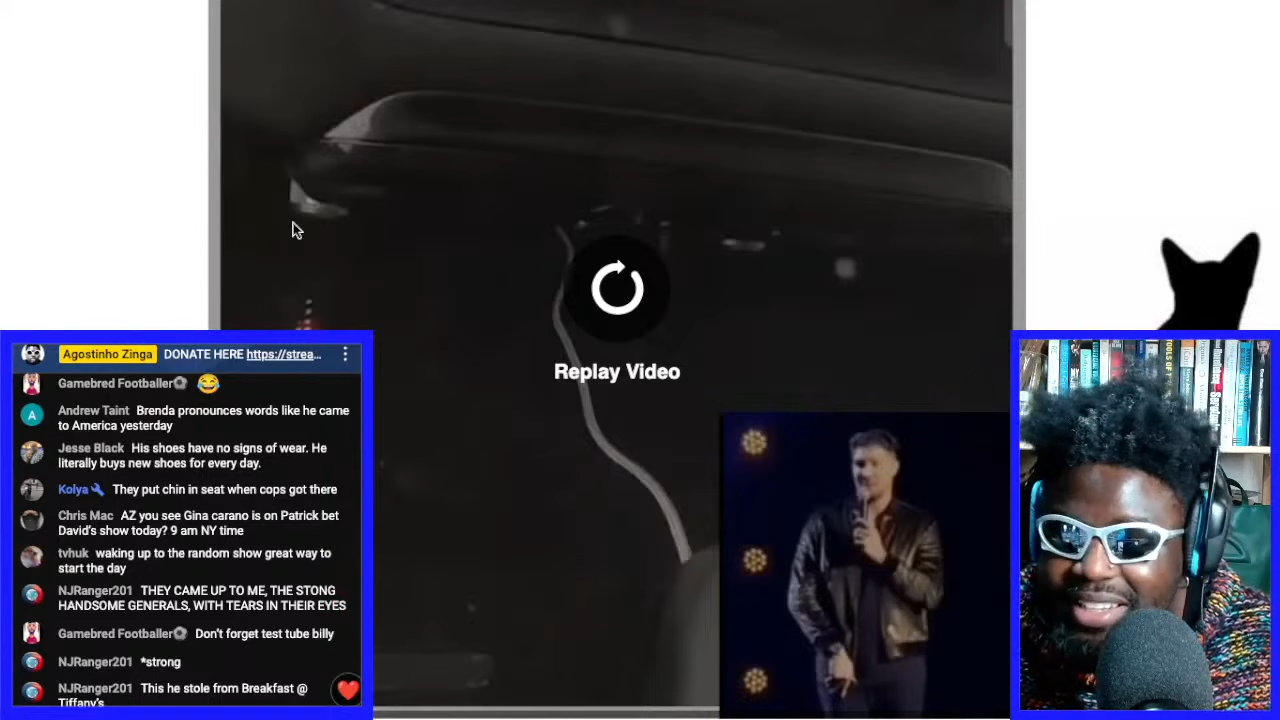 Replay Video
Agostinho Zinga DONATE HERE https://strea...
Gamebred Footballer
Andrew Taint Brenda pronounces words like he came
to America yesterday
Jesse Black His shoes have no signs of wear. He
literally buys new shoes for every day.
Kolya They put chin in seat when cops got there
Chris Mac AZ you see Gina carano is on Patrick bet
David's show today? 9 am NY time
tvhuk waking up to the random show great way to
start the day
NJRanger201 THEY CAME UP TO ME, THE STONG
HANDSOME GENERALS, WITH TEARS IN THEIR EYES
Gamebred Footballer Don't forget test tube billy
NJRanger201 *strong
NJRanger201 This he stole from Breakfast @
Tiffany's